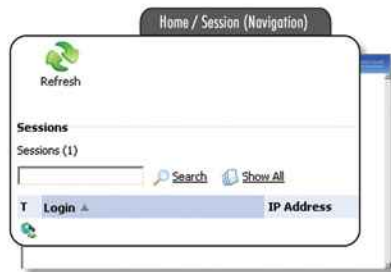 Home / Session (Navigation)
Refresh
Sessions
Sessions (1)
Search Show All
T Login IP Address